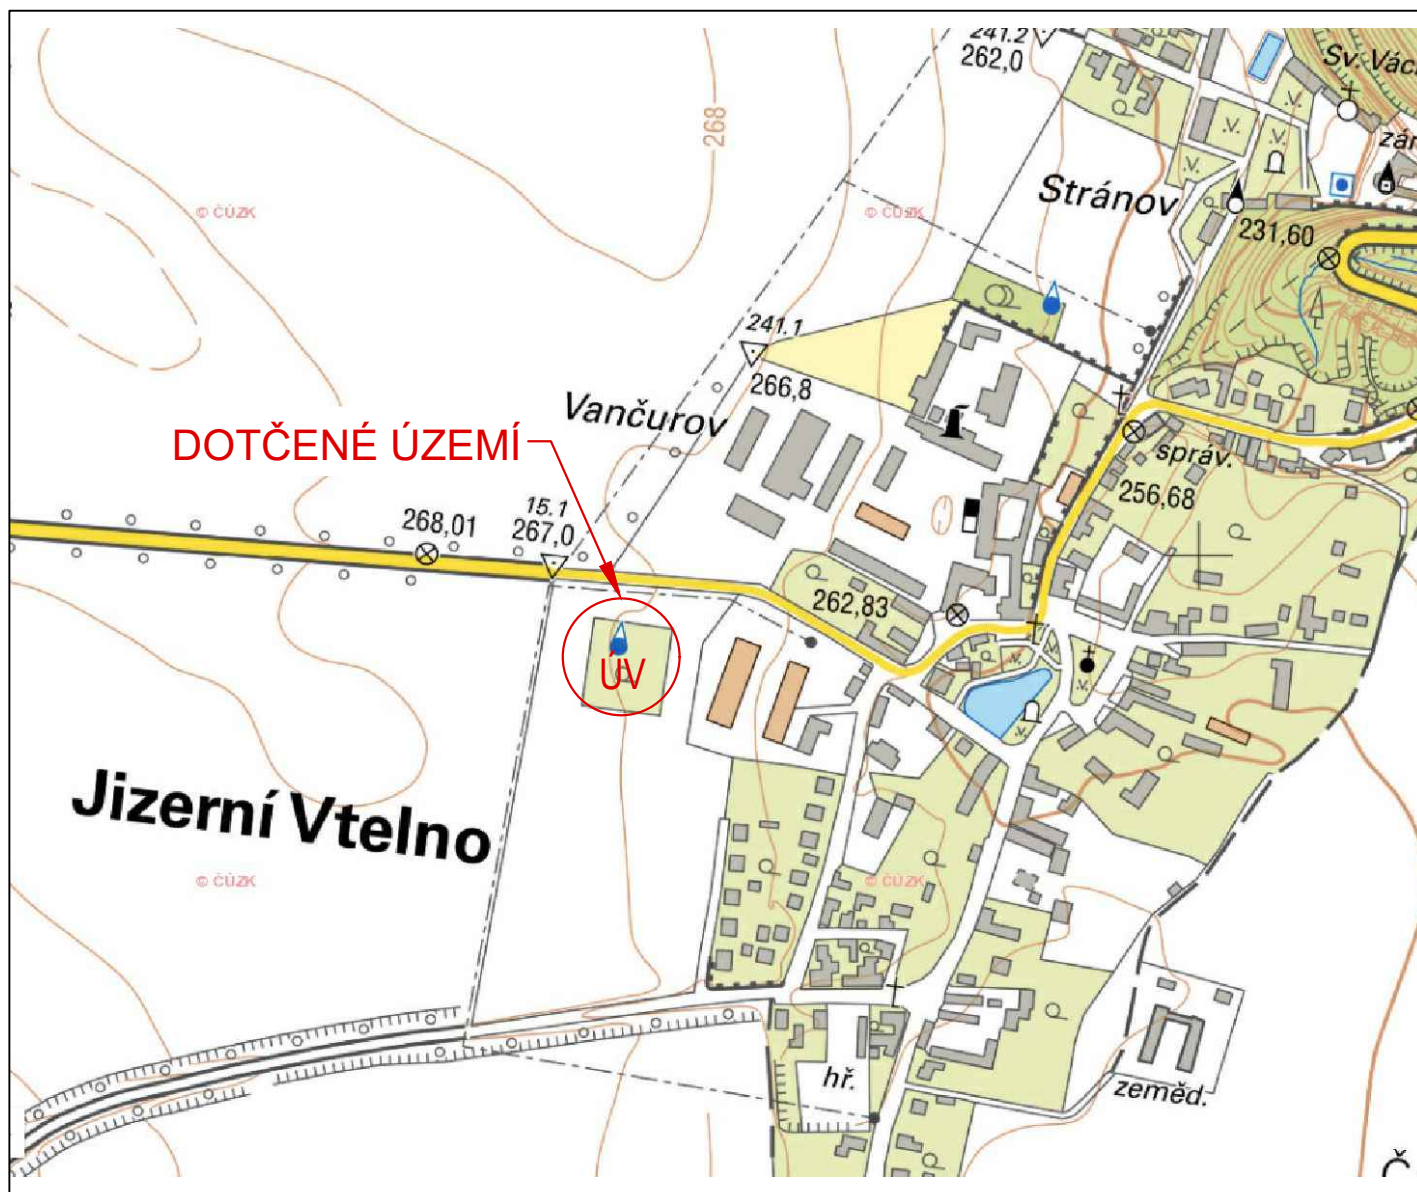 241.2
262,0
Sv. Vác
268
zám
© ČÚZK
© ČÚZK
Stránov
231,60
241.1
266,8
Vančurov
DOTČENÉ ÚZEMÍ
správ.
256,68
15.1
268,01
267,0
262,83
ÚV
Jizerní Vtelno
© ČÚZK
© ČÚZK
hř.
zeměd.
Č